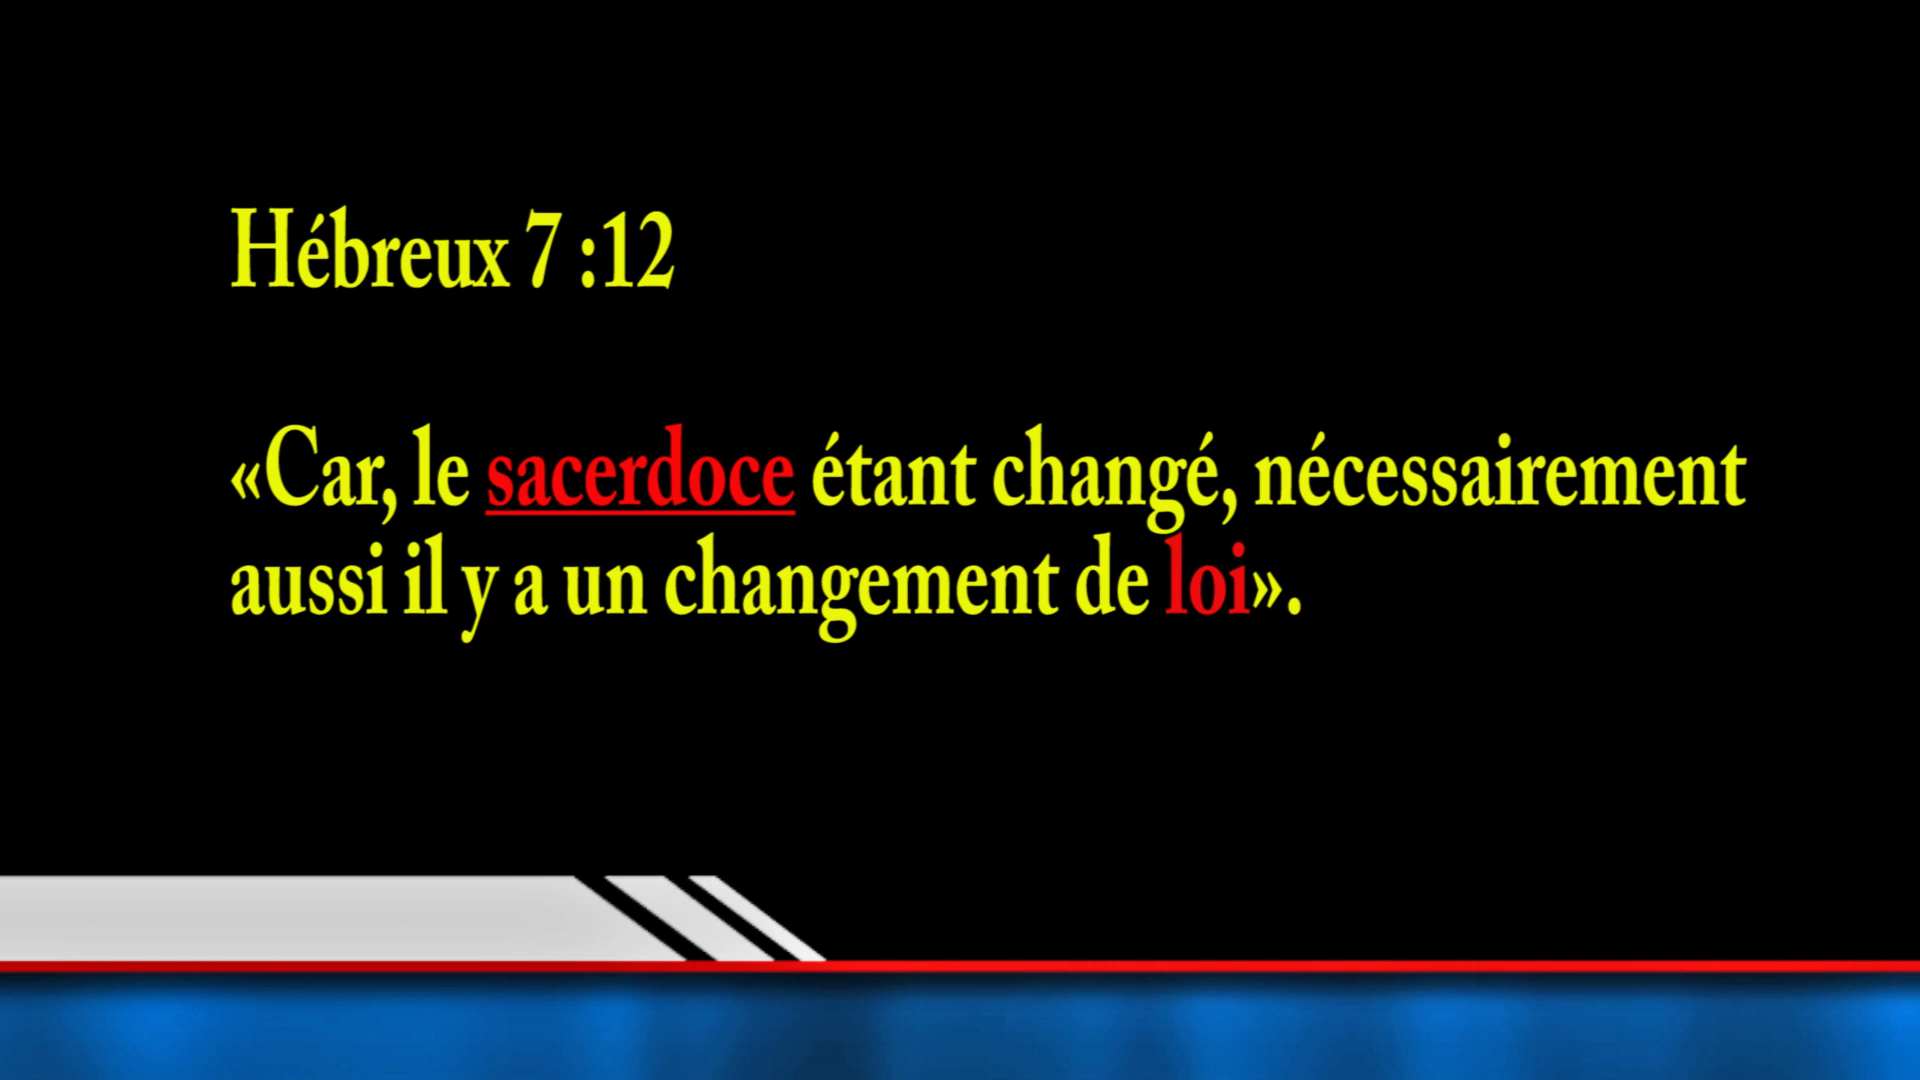 Hébreux 7 :12
«Car, le sacerdoce étant changé, nécessairement
aussi il y a un changement de loi».